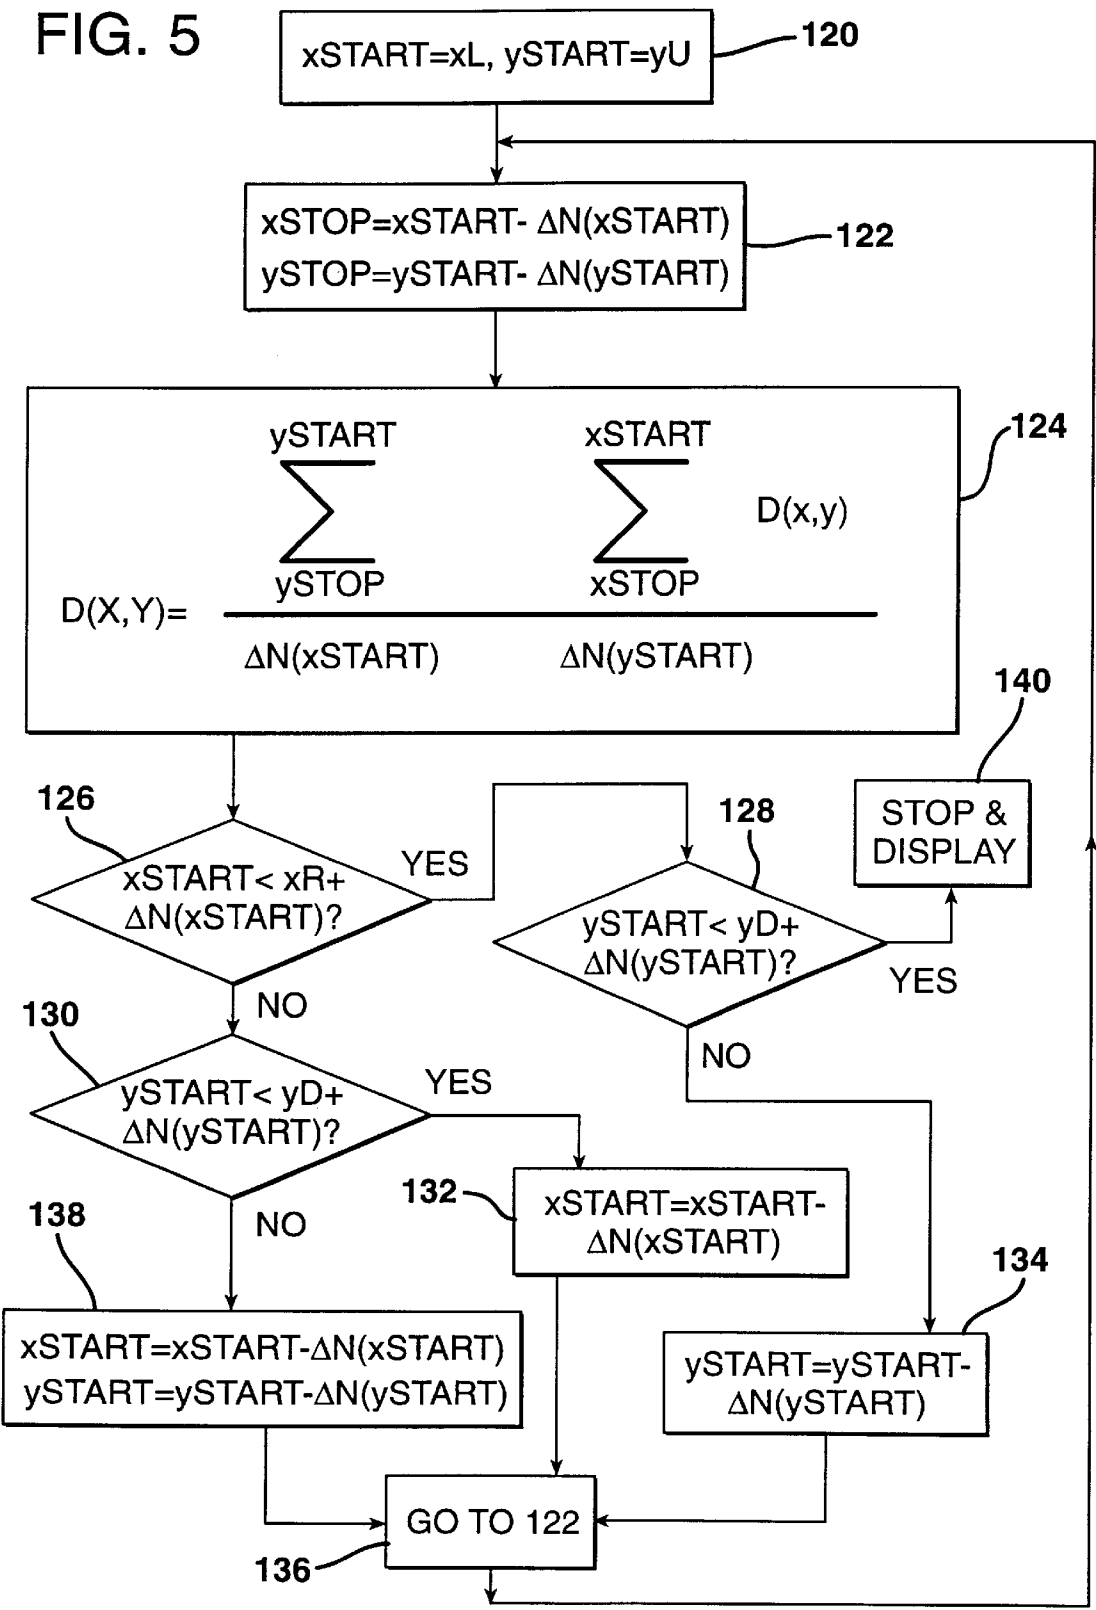 FIG. 5
xSTART=xL, ySTART=yU
120
xSTOP=xSTART- ΔN(xSTART)
ySTOP=ySTART- ΔN(ySTART)
122
124
ySTART
xSTART
D(x,y)
ySTOP
xSTOP
D(X,Y)=
ΔN(xSTART)
ΔN(ySTART)
140
STOP &
DISPLAY
126
xSTART< xR+
ΔN(xSTART)?
YES
128
ySTART< yD+
ΔN(ySTART)?
YES
NO
NO
130
ySTART< yD+
ΔN(ySTART)?
YES
NO
132
xSTART=xSTART-
ΔN(xSTART)
134
ySTART=ySTART-
ΔN(ySTART)
138
xSTART=xSTART-ΔN(xSTART)
ySTART=ySTART-ΔN(ySTART)
GO TO 122
136